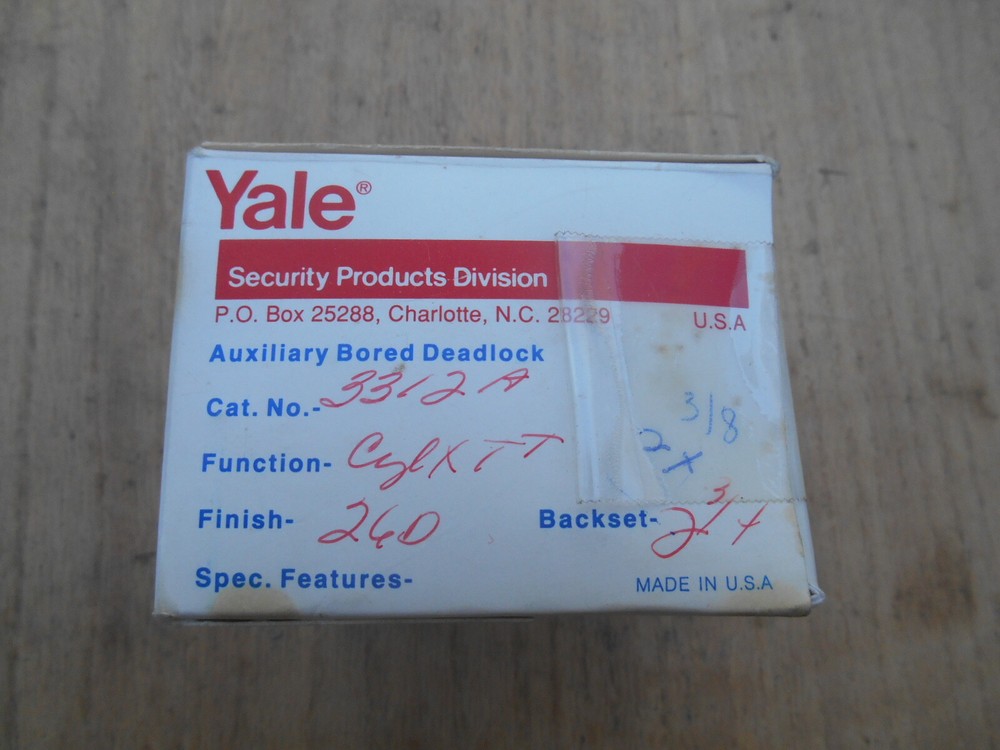 Yale®
Security Products Division
P.O. Box 25288, Charlotte, N.C. 28229 U.S.A
Auxiliary Bored Deadlock
Cat. No.- 3312 A
3/8
2 x
Function- Cyl X TT
Finish- 26D Backset- 2 3/4
Spec. Features-
MADE IN U.S.A